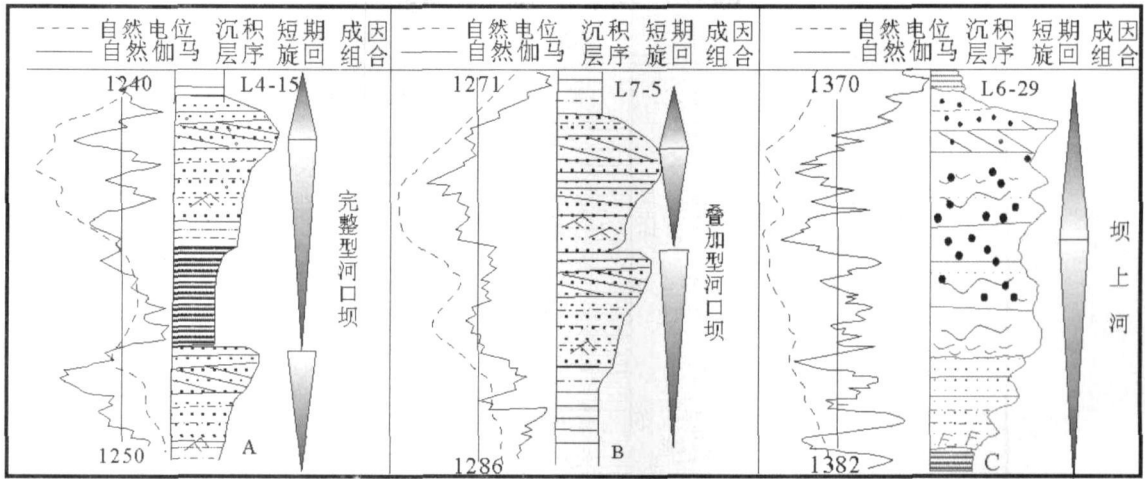 自然电位 沉积 短期 成因
自然伽马 层序 旋回 组合
1240
L4-15
完整型河口坝
1250
A
自然电位 沉积 短期 成因
自然伽马 层序 旋回 组合
1271
L7-5
叠加型河口坝
1286
B
自然电位 沉积 短期 成因
自然伽马 层序 旋回 组合
1370
L6-29
坝上河
1382
F F
C